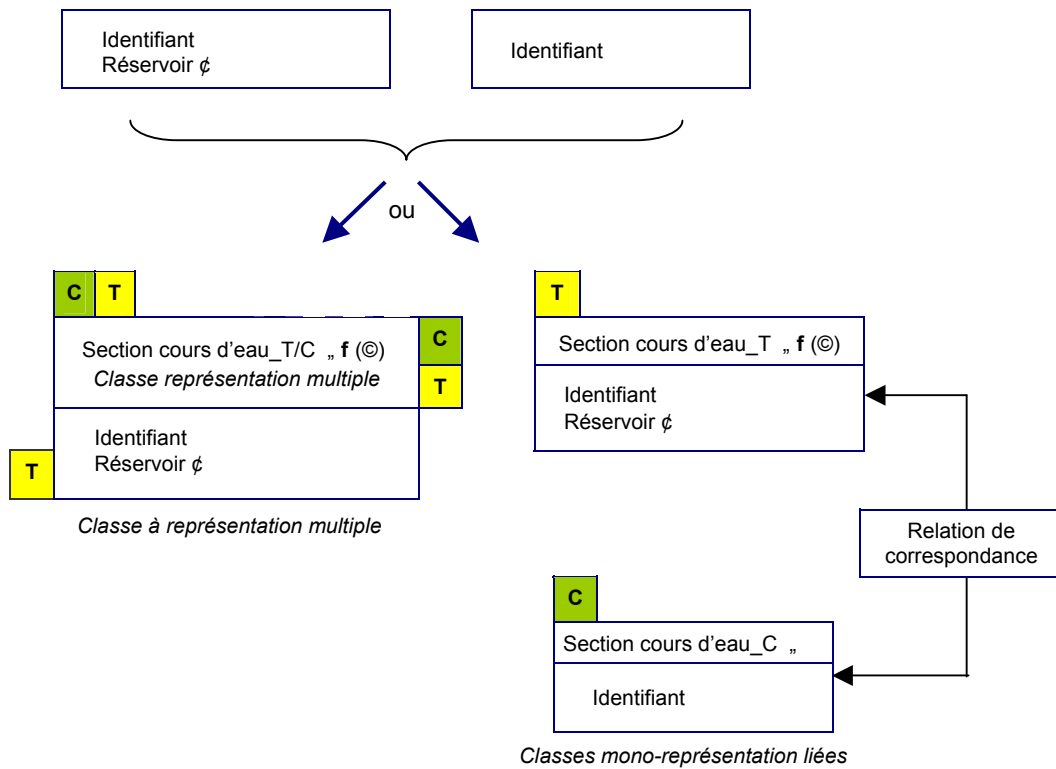 Identifiant
Réservoir ¢
Identifiant
ou
C T
Section cours d'eau_T/C „ f (©)
Classe représentation multiple
C
T
Identifiant
Réservoir ¢
T
Classe à représentation multiple
T
Section cours d'eau_T „ f (©)
Identifiant
Réservoir ¢
Relation de
correspondance
C
Section cours d'eau_C „
Identifiant
Classes mono-représentation liées